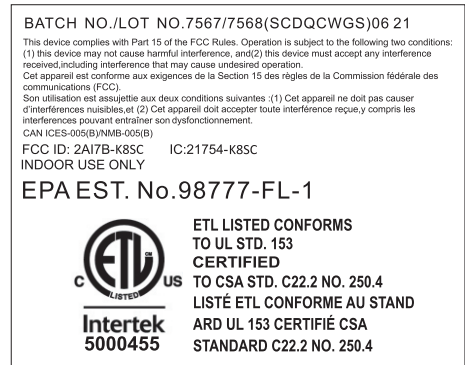 BATCH NO./LOT NO.7567/7568(SCDQCWGS)06 21
This device complies with Part 15 of the FCC Rules. Operation is subject to the following two conditions:
(1) this device may not cause harmful interference, and(2) this device must accept any interference
received,including interference that may cause undesired operation.
Cet appareil est conforme aux exigences de la Section 15 des règles de la Commission fédérale des
communications (FCC).
Son utilisation est assujettie aux deux conditions suivantes :(1) Cet appareil ne doit pas causer
d'interférences nuisibles,et (2) Cet appareil doit accepter toute interférence reçue,y compris les
interférences pouvant entraîner son dysfonctionnement.
CAN ICES-005(B)/NMB-005(B)
FCC ID: 2AI7B-K8SC IC:21754-K8SC
INDOOR USE ONLY
EPA EST. No.98777-FL-1
ETL LISTED CONFORMS
TO UL STD. 153
CERTIFIED
TO CSA STD. C22.2 NO. 250.4
LISTÉ ETL CONFORME AU STAND
ARD UL 153 CERTIFIÉ CSA
STANDARD C22.2 NO. 250.4
ETL
CM
LISTED
C US
Intertek
5000455